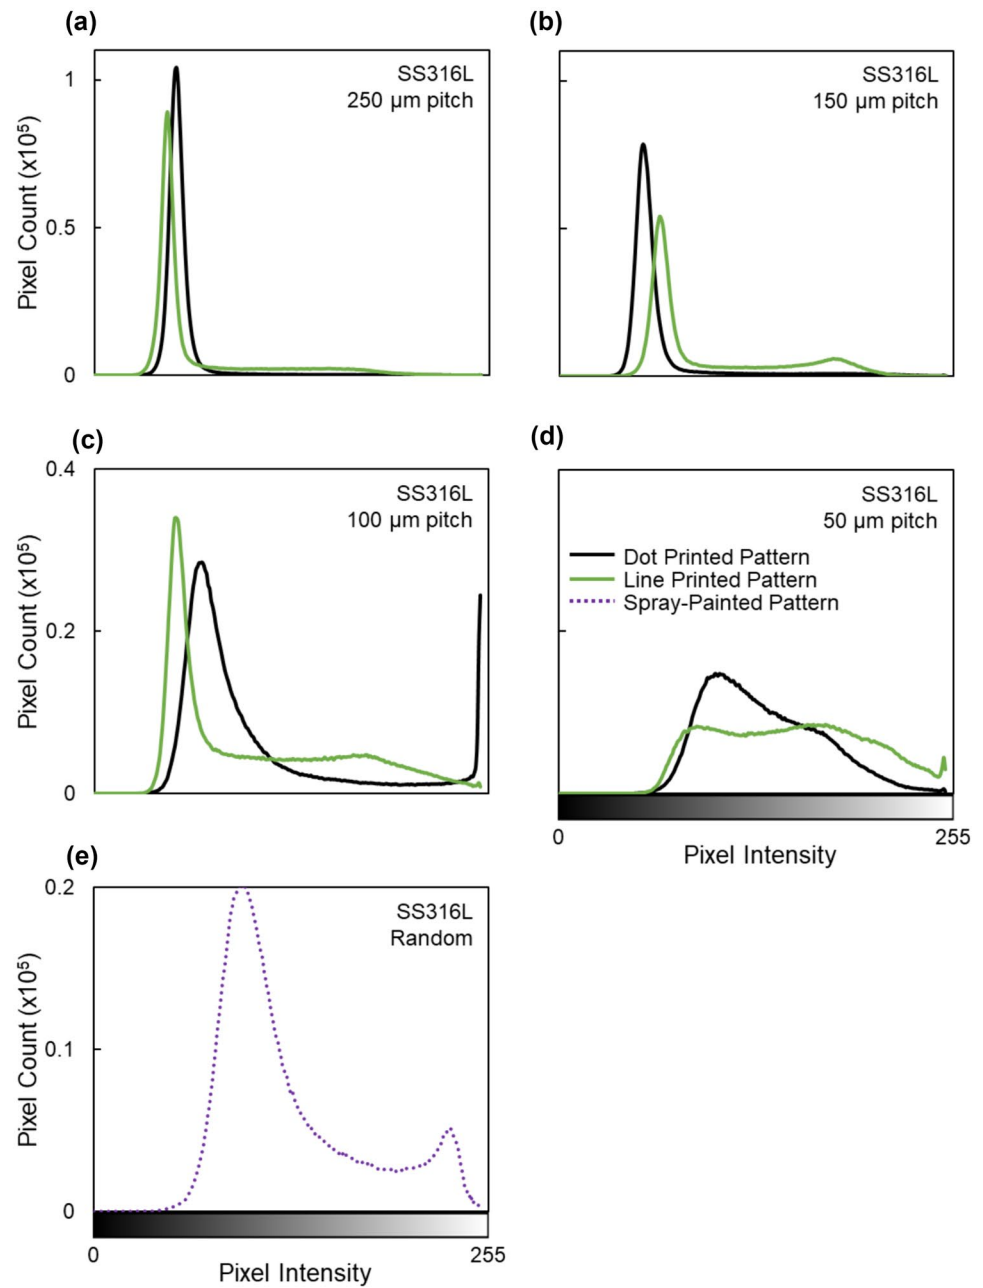 (a)
SS316L
250 µm pitch
1
0.5
0
Pixel Count (x10⁵)
(b)
SS316L
150 µm pitch
(c)
SS316L
100 µm pitch
0.4
0.2
0
Pixel Count (x10⁵)
(d)
SS316L
50 µm pitch
Dot Printed Pattern
Line Printed Pattern
Spray-Painted Pattern
0
255
Pixel Intensity
(e)
SS316L
Random
0.2
0.1
0
Pixel Count (x10⁵)
0
255
Pixel Intensity